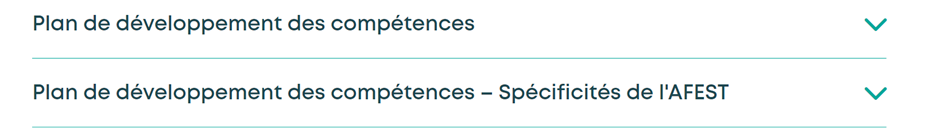 Plan de développement des compétences
Plan de développement des compétences – Spécificités de l'AFEST